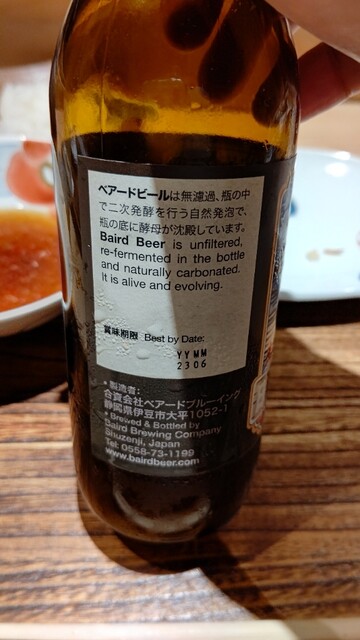 ベアードビールは無濾過、瓶の中
で二次発酵を行う自然発泡で、
瓶の底に酵母が沈殿しています。
Baird Beer is unfiltered,
re-fermented in the bottle
and naturally carbonated.
It is alive and evolving.
賞味期限 Best by Date:
YYMM
2306
• 製造者:
合資会社ベアードブルーイング
静岡県伊豆市大平1052-1
• Brewed & Bottled by
Baird Brewing Company
Shuzenji, Japan
Tel: 0558-73-1199
www.bairdbeer.com